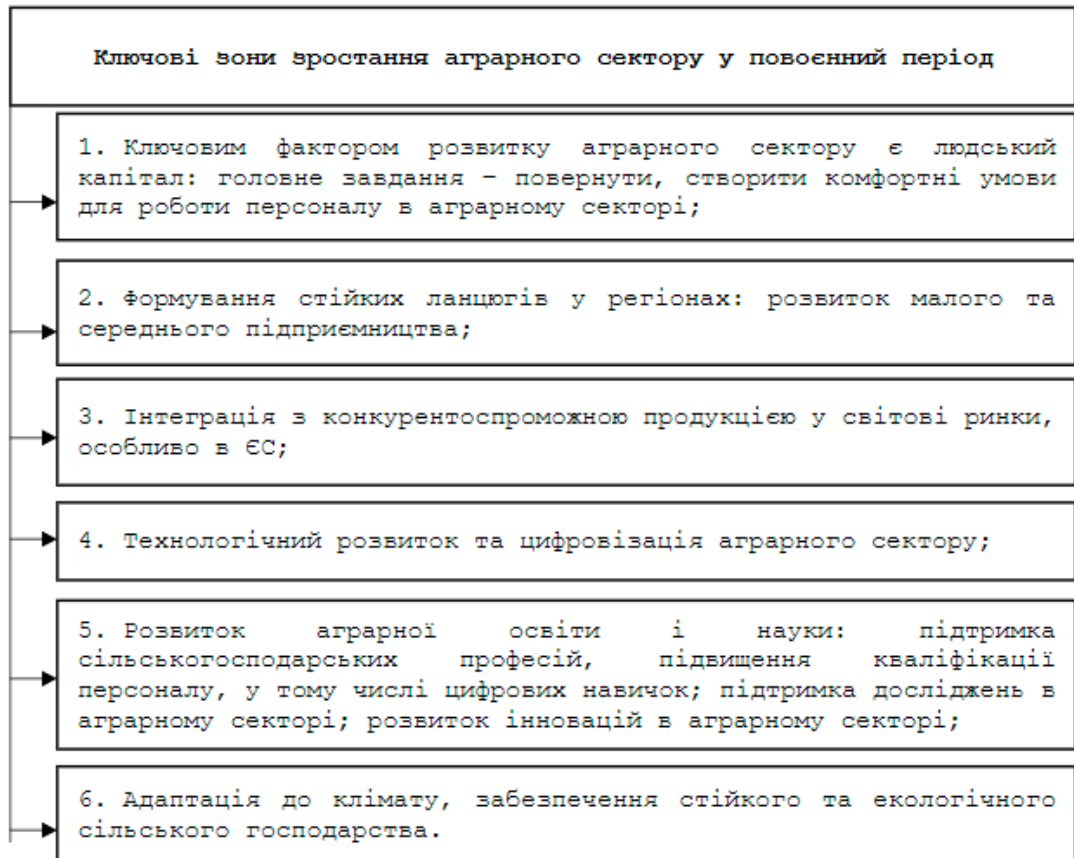 Ключові зони зростання аграрного сектору у повоєнний період
1. Ключовим фактором розвитку аграрного сектору є людський
капітал: головне завдання – повернути, створити комфортні умови
для роботи персоналу в аграрному секторі;
2. Формування стійких ланцюгів у регіонах: розвиток малого та
середнього підприємництва;
3. Інтеграція з конкурентоспроможною продукцією у світові ринки,
особливо в ЄС;
4. Технологічний розвиток та цифровізація аграрного сектору;
5. Розвиток аграрної освіти і науки: підтримка
сільськогосподарських професій, підвищення кваліфікації
персоналу, у тому числі цифрових навичок; підтримка досліджень в
аграрному секторі; розвиток інновацій в аграрному секторі;
6. Адаптація до клімату, забезпечення стійкого та екологічного
сільського господарства.